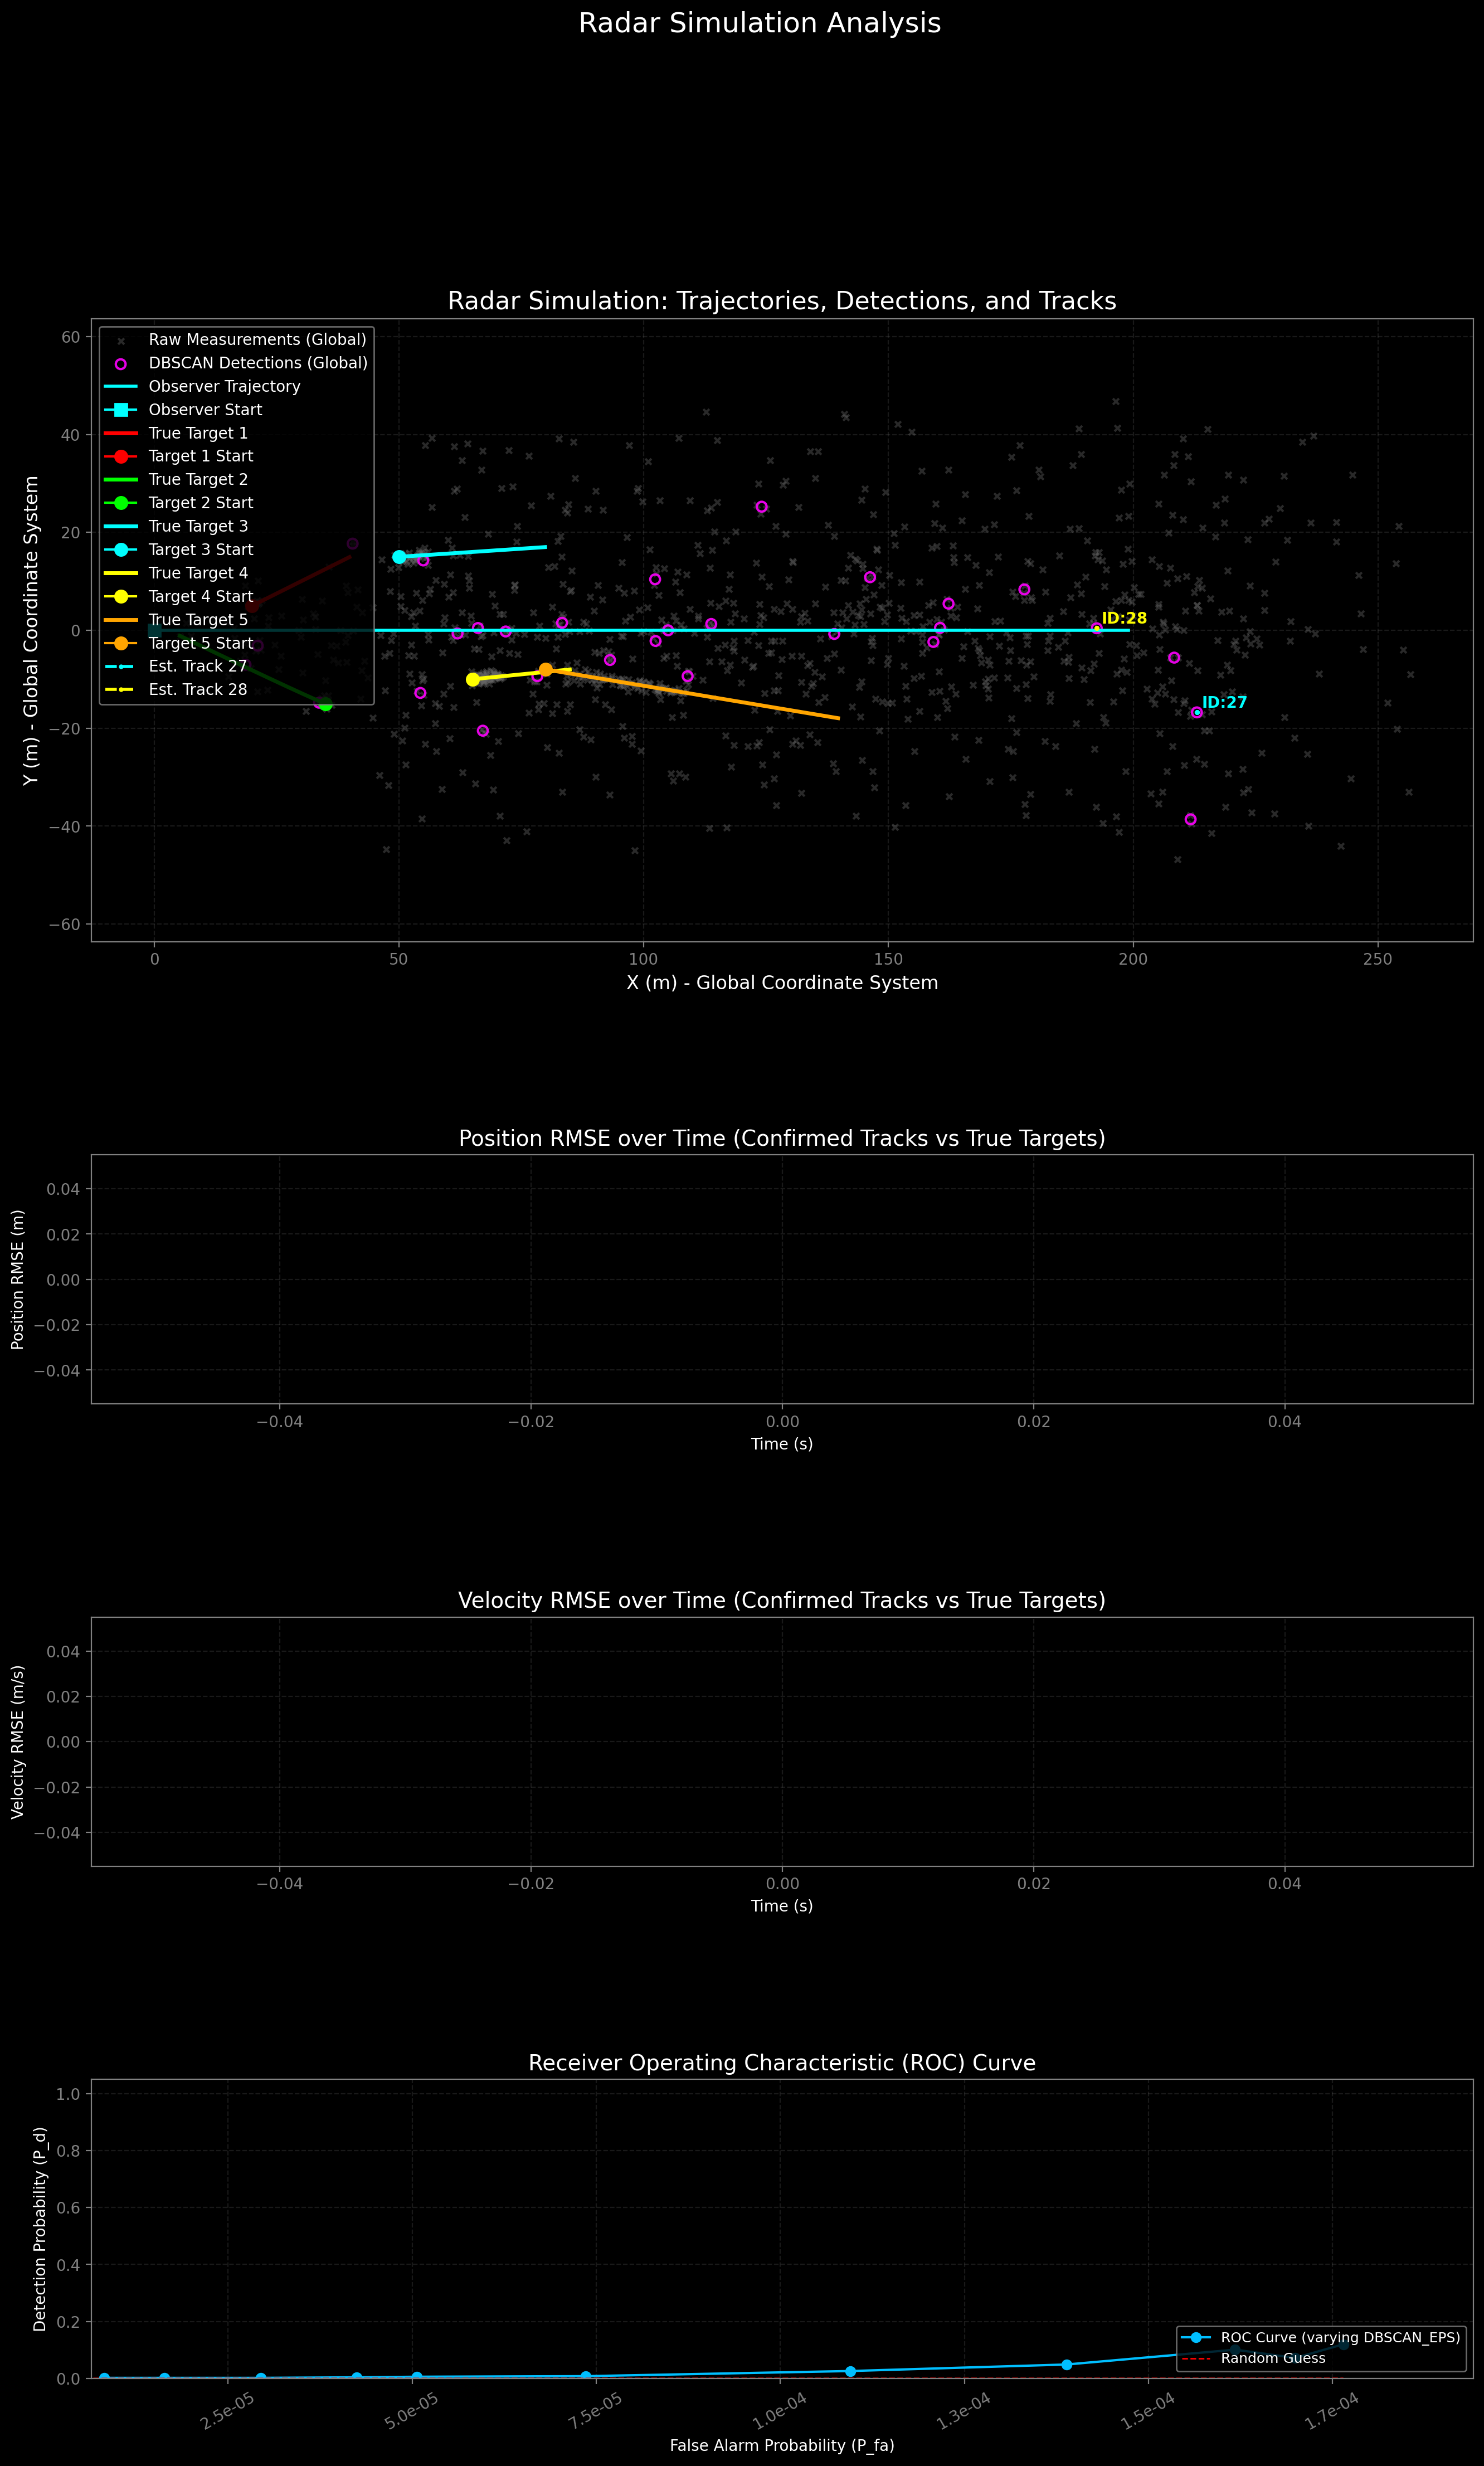 Radar Simulation Analysis
Radar Simulation: Trajectories, Detections, and Tracks
Raw Measurements (Global)
DBSCAN Detections (Global)
Observer Trajectory
Observer Start
True Target 1
Target 1 Start
True Target 2
Target 2 Start
True Target 3
Target 3 Start
True Target 4
Target 4 Start
True Target 5
Target 5 Start
Est. Track 27
Est. Track 28
ID:28
ID:27
60
40
20
0
−20
−40
−60
Y (m) - Global Coordinate System
0
50
100
150
200
250
X (m) - Global Coordinate System
Position RMSE over Time (Confirmed Tracks vs True Targets)
0.04
0.02
0.00
−0.02
−0.04
Position RMSE (m)
−0.04
−0.02
0.00
0.02
0.04
Time (s)
Velocity RMSE over Time (Confirmed Tracks vs True Targets)
0.04
0.02
0.00
−0.02
−0.04
Velocity RMSE (m/s)
−0.04
−0.02
0.00
0.02
0.04
Time (s)
Receiver Operating Characteristic (ROC) Curve
1.0
0.8
0.6
0.4
0.2
0.0
Detection Probability (P_d)
ROC Curve (varying DBSCAN_EPS)
Random Guess
2.5e-05
5.0e-05
7.5e-05
1.0e-04
1.3e-04
1.5e-04
1.7e-04
False Alarm Probability (P_fa)